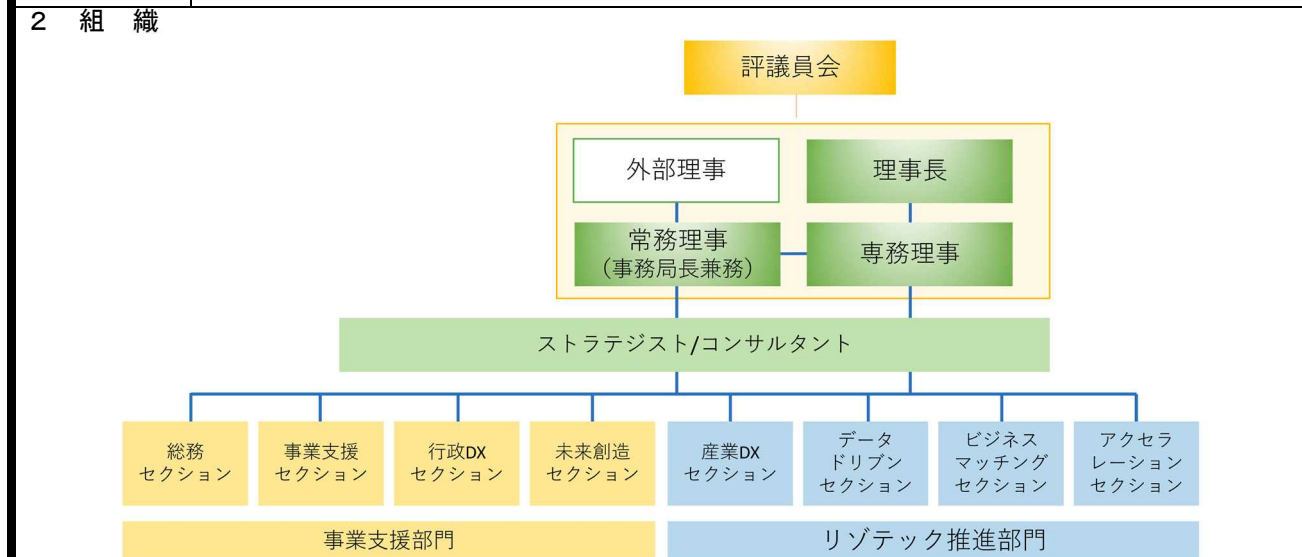 ２ 組 織
評議員会
外部理事
理事長
常務理事
（事務局長兼務）
専務理事
ストラテジスト/コンサルタント
総務
セクション
事業支援
セクション
行政DX
セクション
未来創造
セクション
産業DX
セクション
データ
ドリブン
セクション
ビジネス
マッチング
セクション
アクセラ
レーション
セクション
事業支援部門
リゾテック推進部門